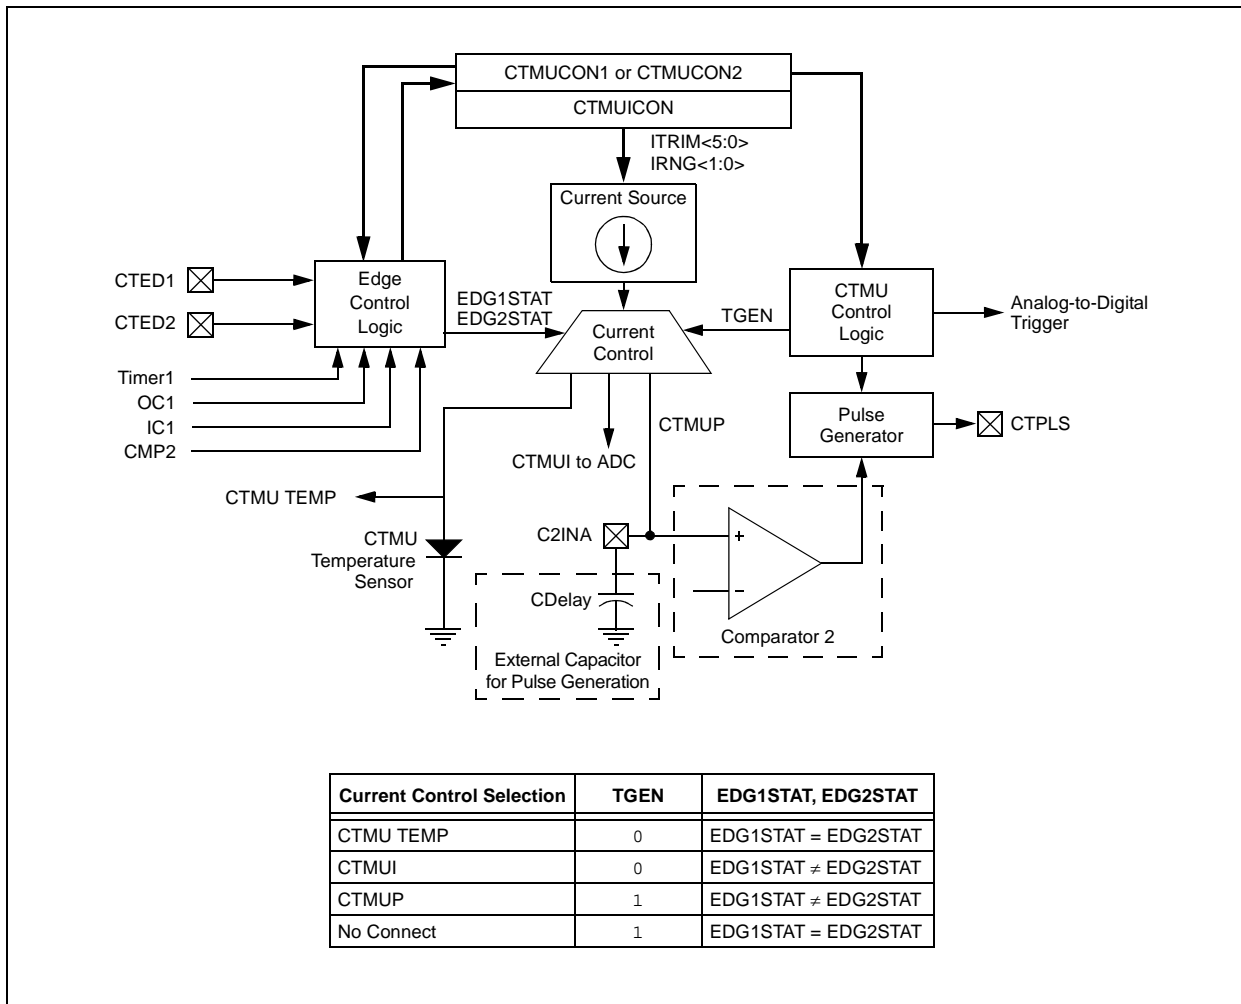 CTMUCON1 or CTMUCON2
CTMUICON
ITRIM<5:0>
IRNG<1:0>
Current Source
CTED1
CTED2
Edge
Control
Logic
EDG1STAT
EDG2STAT
Current
Control
TGEN
CTMU
Control
Logic
Analog-to-Digital
Trigger
Timer1
OC1
IC1
CMP2
CTMUP
CTMUI to ADC
Pulse
Generator
CTPLS
CTMU TEMP
CTMU
Temperature
Sensor
C2INA
+
–
CDelay
Comparator 2
External Capacitor
for Pulse Generation
Current Control Selection TGEN EDG1STAT, EDG2STAT
CTMU TEMP 0 EDG1STAT = EDG2STAT
CTMUI 0 EDG1STAT ≠ EDG2STAT
CTMUP 1 EDG1STAT ≠ EDG2STAT
No Connect 1 EDG1STAT = EDG2STAT